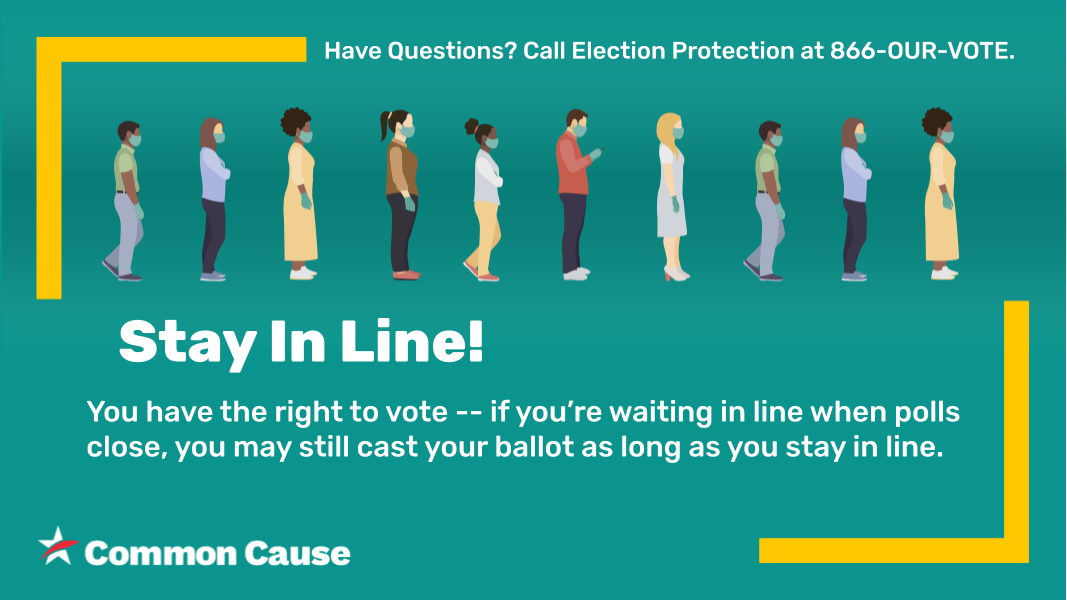 Have Questions? Call Election Protection at 866-OUR-VOTE.
Stay In Line!
You have the right to vote -- if you’re waiting in line when polls
close, you may still cast your ballot as long as you stay in line.
Common Cause